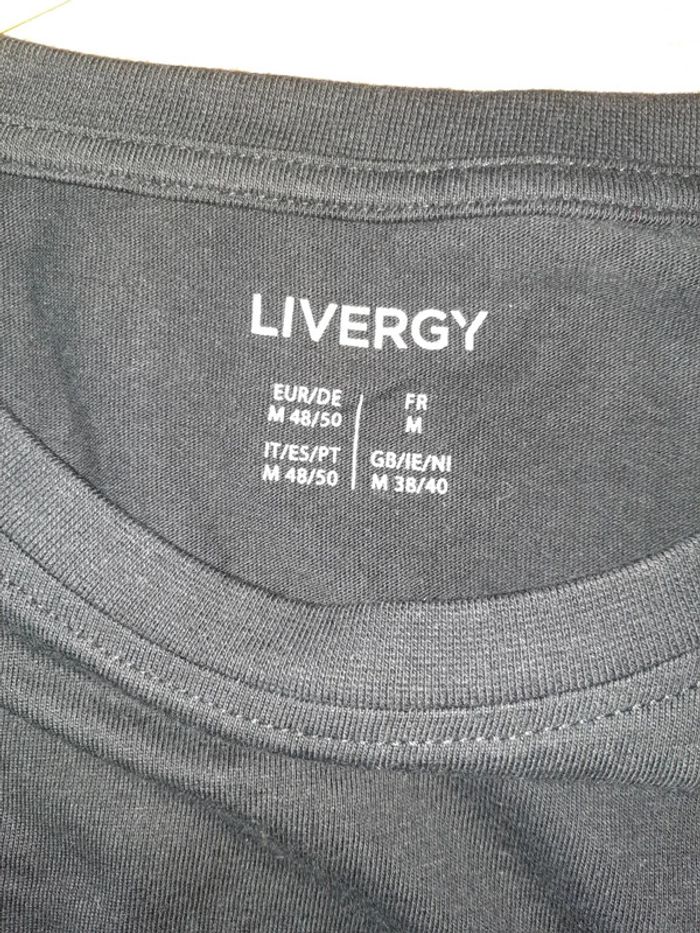 LIVERGY
EUR/DE
M 48/50
IT/ES/PT
M 48/50
FR
M
GB/IE/NI
M 38/40